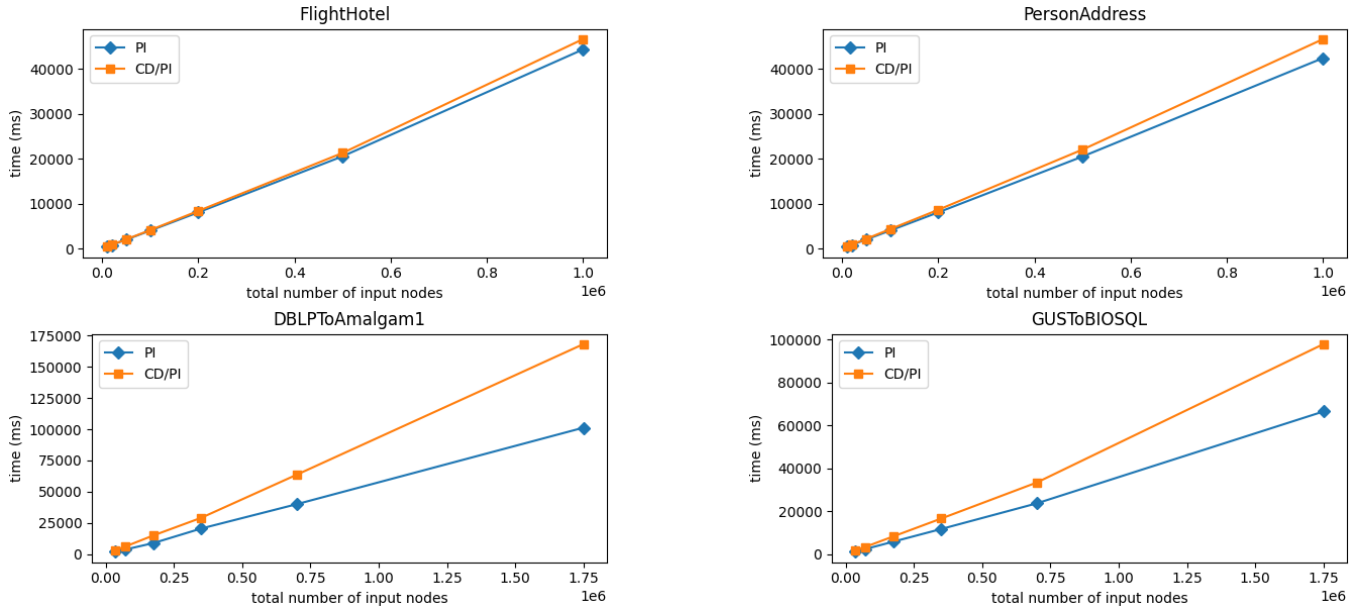 FlightHotel
PI
CD/PI
time (ms)
40000
30000
20000
10000
0
0.0 0.2 0.4 0.6 0.8 1.0
1e6
total number of input nodes
PersonAddress
PI
CD/PI
time (ms)
40000
30000
20000
10000
0
0.0 0.2 0.4 0.6 0.8 1.0
1e6
total number of input nodes
DBLPToAmalgam1
PI
CD/PI
time (ms)
175000
150000
125000
100000
75000
50000
25000
0
0.00 0.25 0.50 0.75 1.00 1.25 1.50 1.75
1e6
total number of input nodes
GUSToBIOSQL
PI
CD/PI
time (ms)
100000
80000
60000
40000
20000
0
0.00 0.25 0.50 0.75 1.00 1.25 1.50 1.75
1e6
total number of input nodes